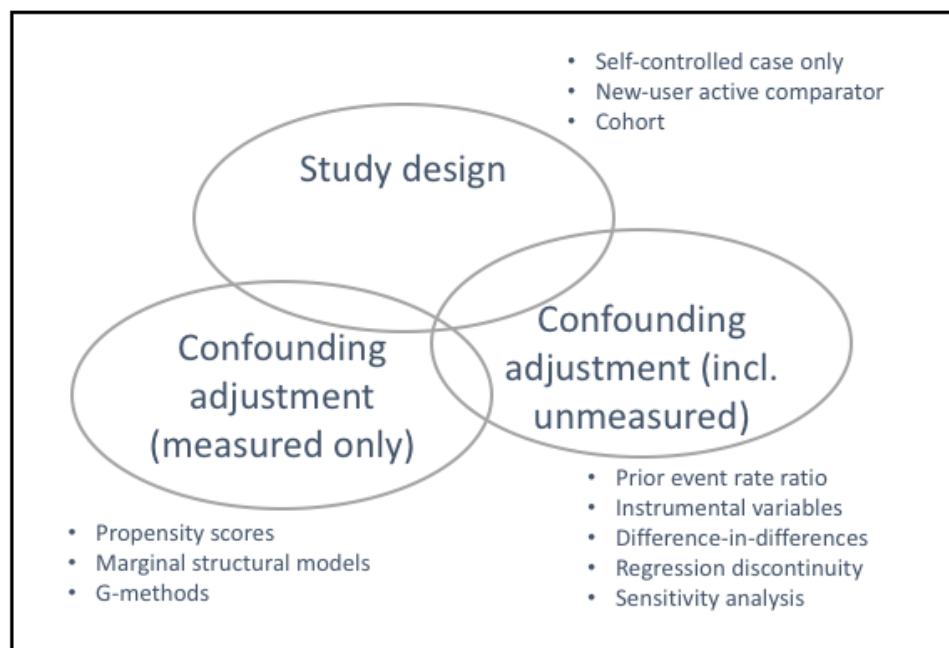 • Self-controlled case only
• New-user active comparator
• Cohort
Study design
Confounding
adjustment
(measured only)
Confounding
adjustment (incl.
unmeasured)
• Propensity scores
• Marginal structural models
• G-methods
• Prior event rate ratio
• Instrumental variables
• Difference-in-differences
• Regression discontinuity
• Sensitivity analysis